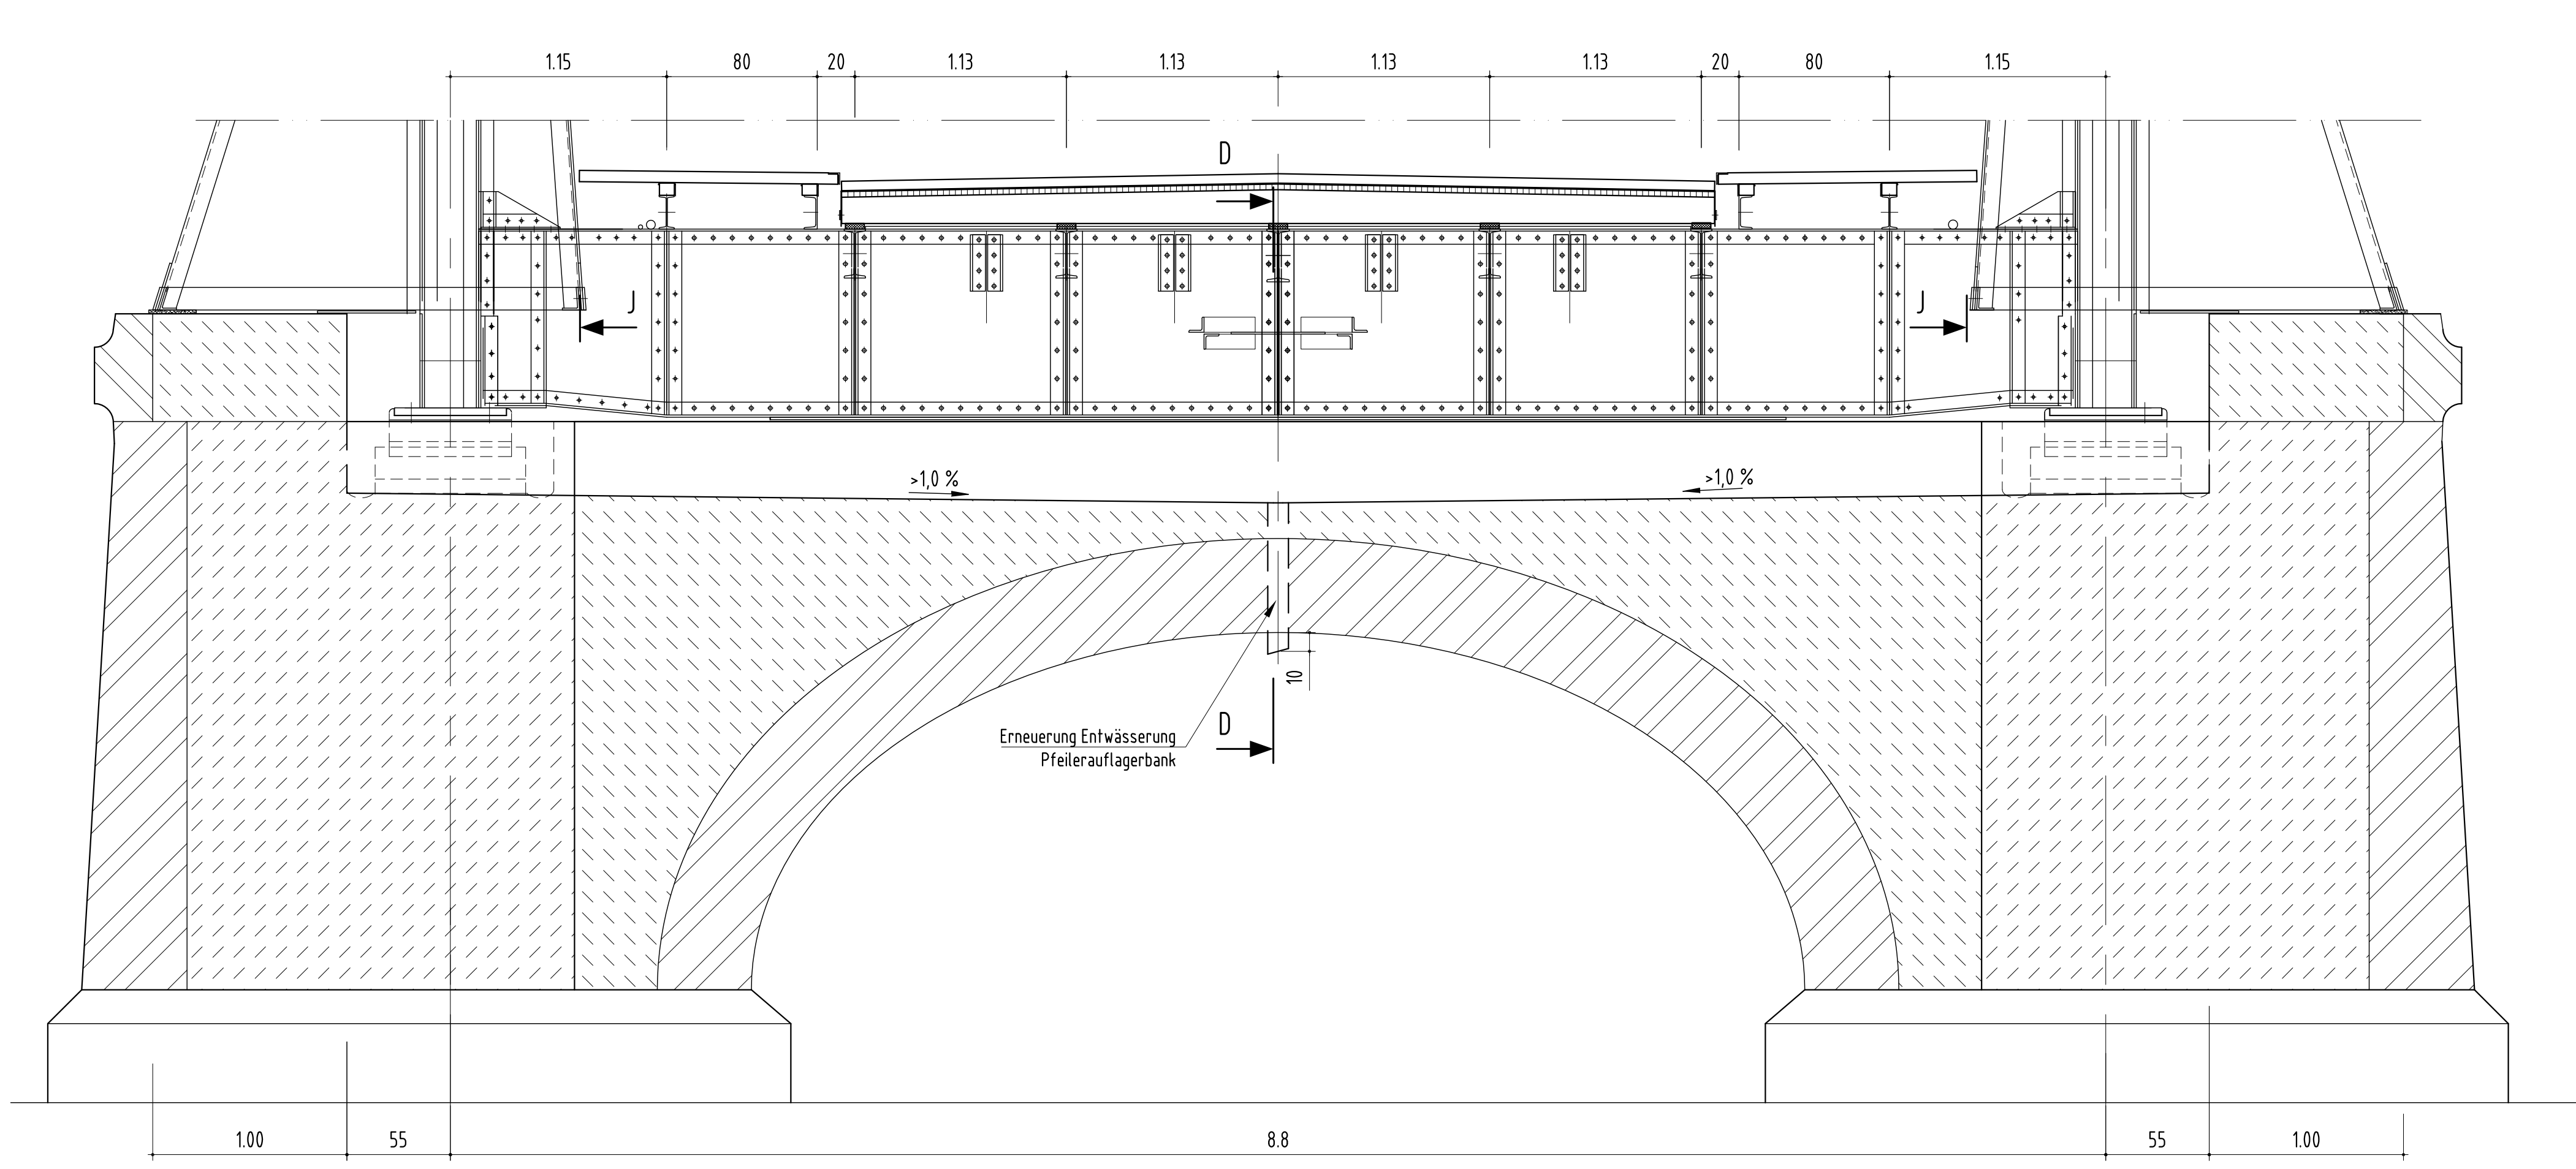 1.15 80 20 1.13 1.13 1.13 1.13 20 80 1.15
D
J J
>1,0 % >1,0 %
10
D
Erneuerung Entwässerung
Pfeilerauflagerbank
1.00 55 8.8 55 1.00